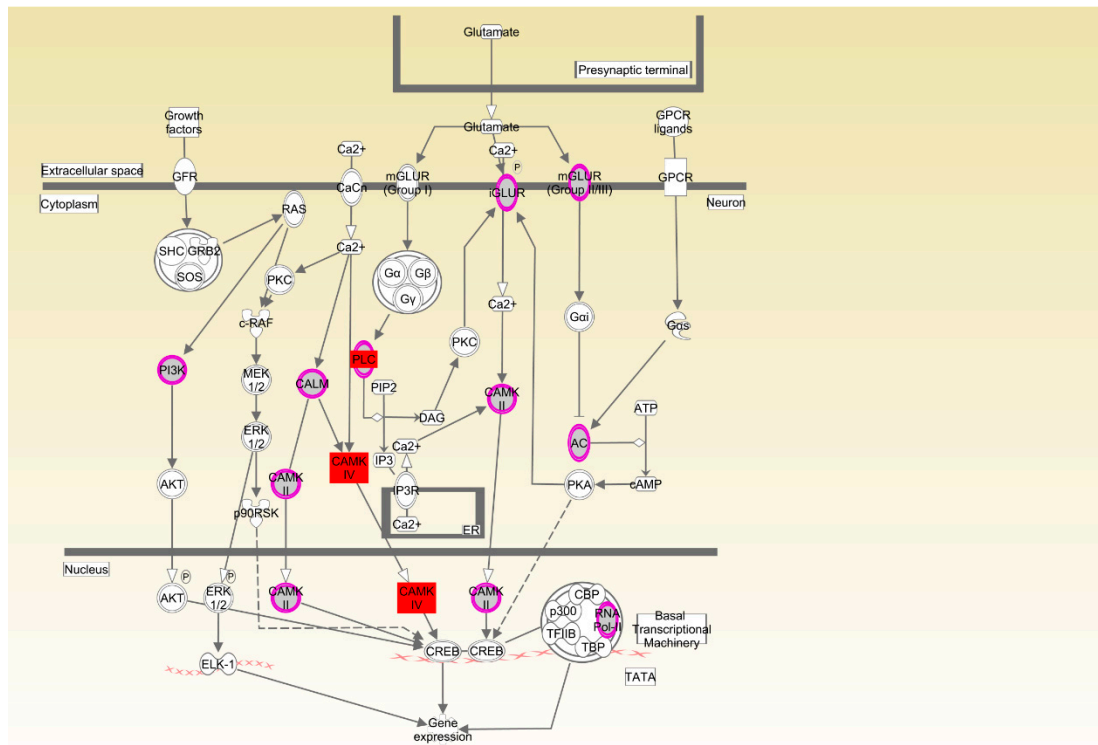 Glutamate
Presynaptic terminal
Growth
factors
Glutamate
GPCR
ligands
Ca2+
Ca2+
P
Extracellular space
GFR
CaCn
mGLUR
(Group I)
iGLUR
mGLUR
(Group II/III)
GPCR
Cytoplasm
Neuron
RAS
SHC
GRB2
SOS
Ca2+
PKC
Gα
Gβ
Gγ
Ca2+
c-RAF
Gαi
Gαs
PKC
PLC
PI3K
MEK
1/2
CALM
PIP2
CAMK
II
DAG
ATP
ERK
1/2
Ca2+
AC
CAMK
IV
IP3
AKT
CAMK
II
IP3R
PKA
cAMP
p90RSK
Ca2+
ER
Nucleus
P
P
AKT
ERK
1/2
CAMK
II
CAMK
IV
CAMK
II
CBP
p300
RNA
Pol-II
TFIIB
TBP
Basal
Transcriptional
Machinery
CREB
CREB
ELK-1
TATA
Gene
expression